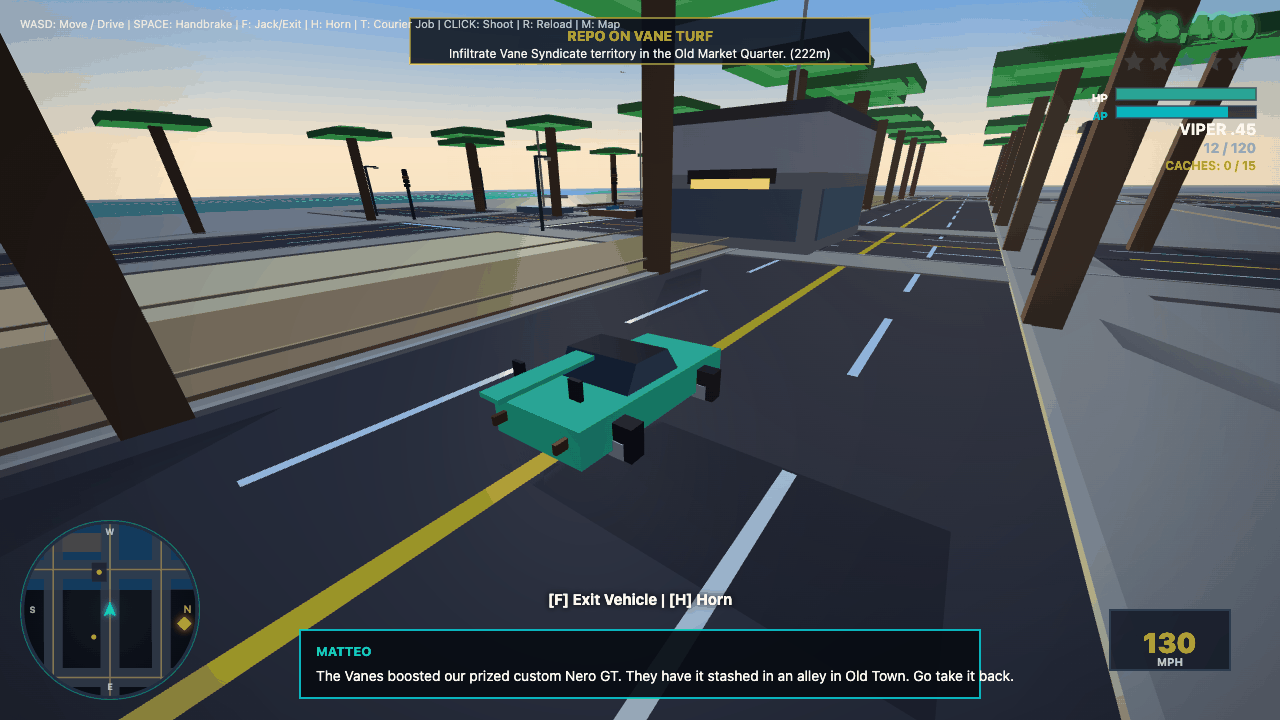 WASD: Move / Drive | SPACE: Handbrake | F: Jack/Exit | H: Horn | T: Courier Job | CLICK: Shoot | R: Reload | M: Map
REPO ON VANE TURF
Infiltrate Vane Syndicate territory in the Old Market Quarter. (222m)
$8,400
HP
AP
VIPER .45
12 / 120
CACHES: 0 / 15
W
S
N
E
[F] Exit Vehicle | [H] Horn
MATTEO
The Vanes boosted our prized custom Nero GT. They have it stashed in an alley in Old Town. Go take it back.
130
MPH